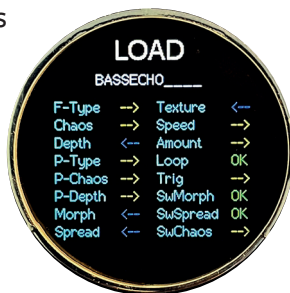 s
LOAD
BASSECHO____
F-Type --> Texture <--
Chaos --> Speed -->
Depth <-- Amount -->
P-Type --> Loop OK
P-Chaos --> Trig -->
P-Depth --> SwMorph OK
Morph <-- SwSpread OK
Spread <-- SwChaos -->